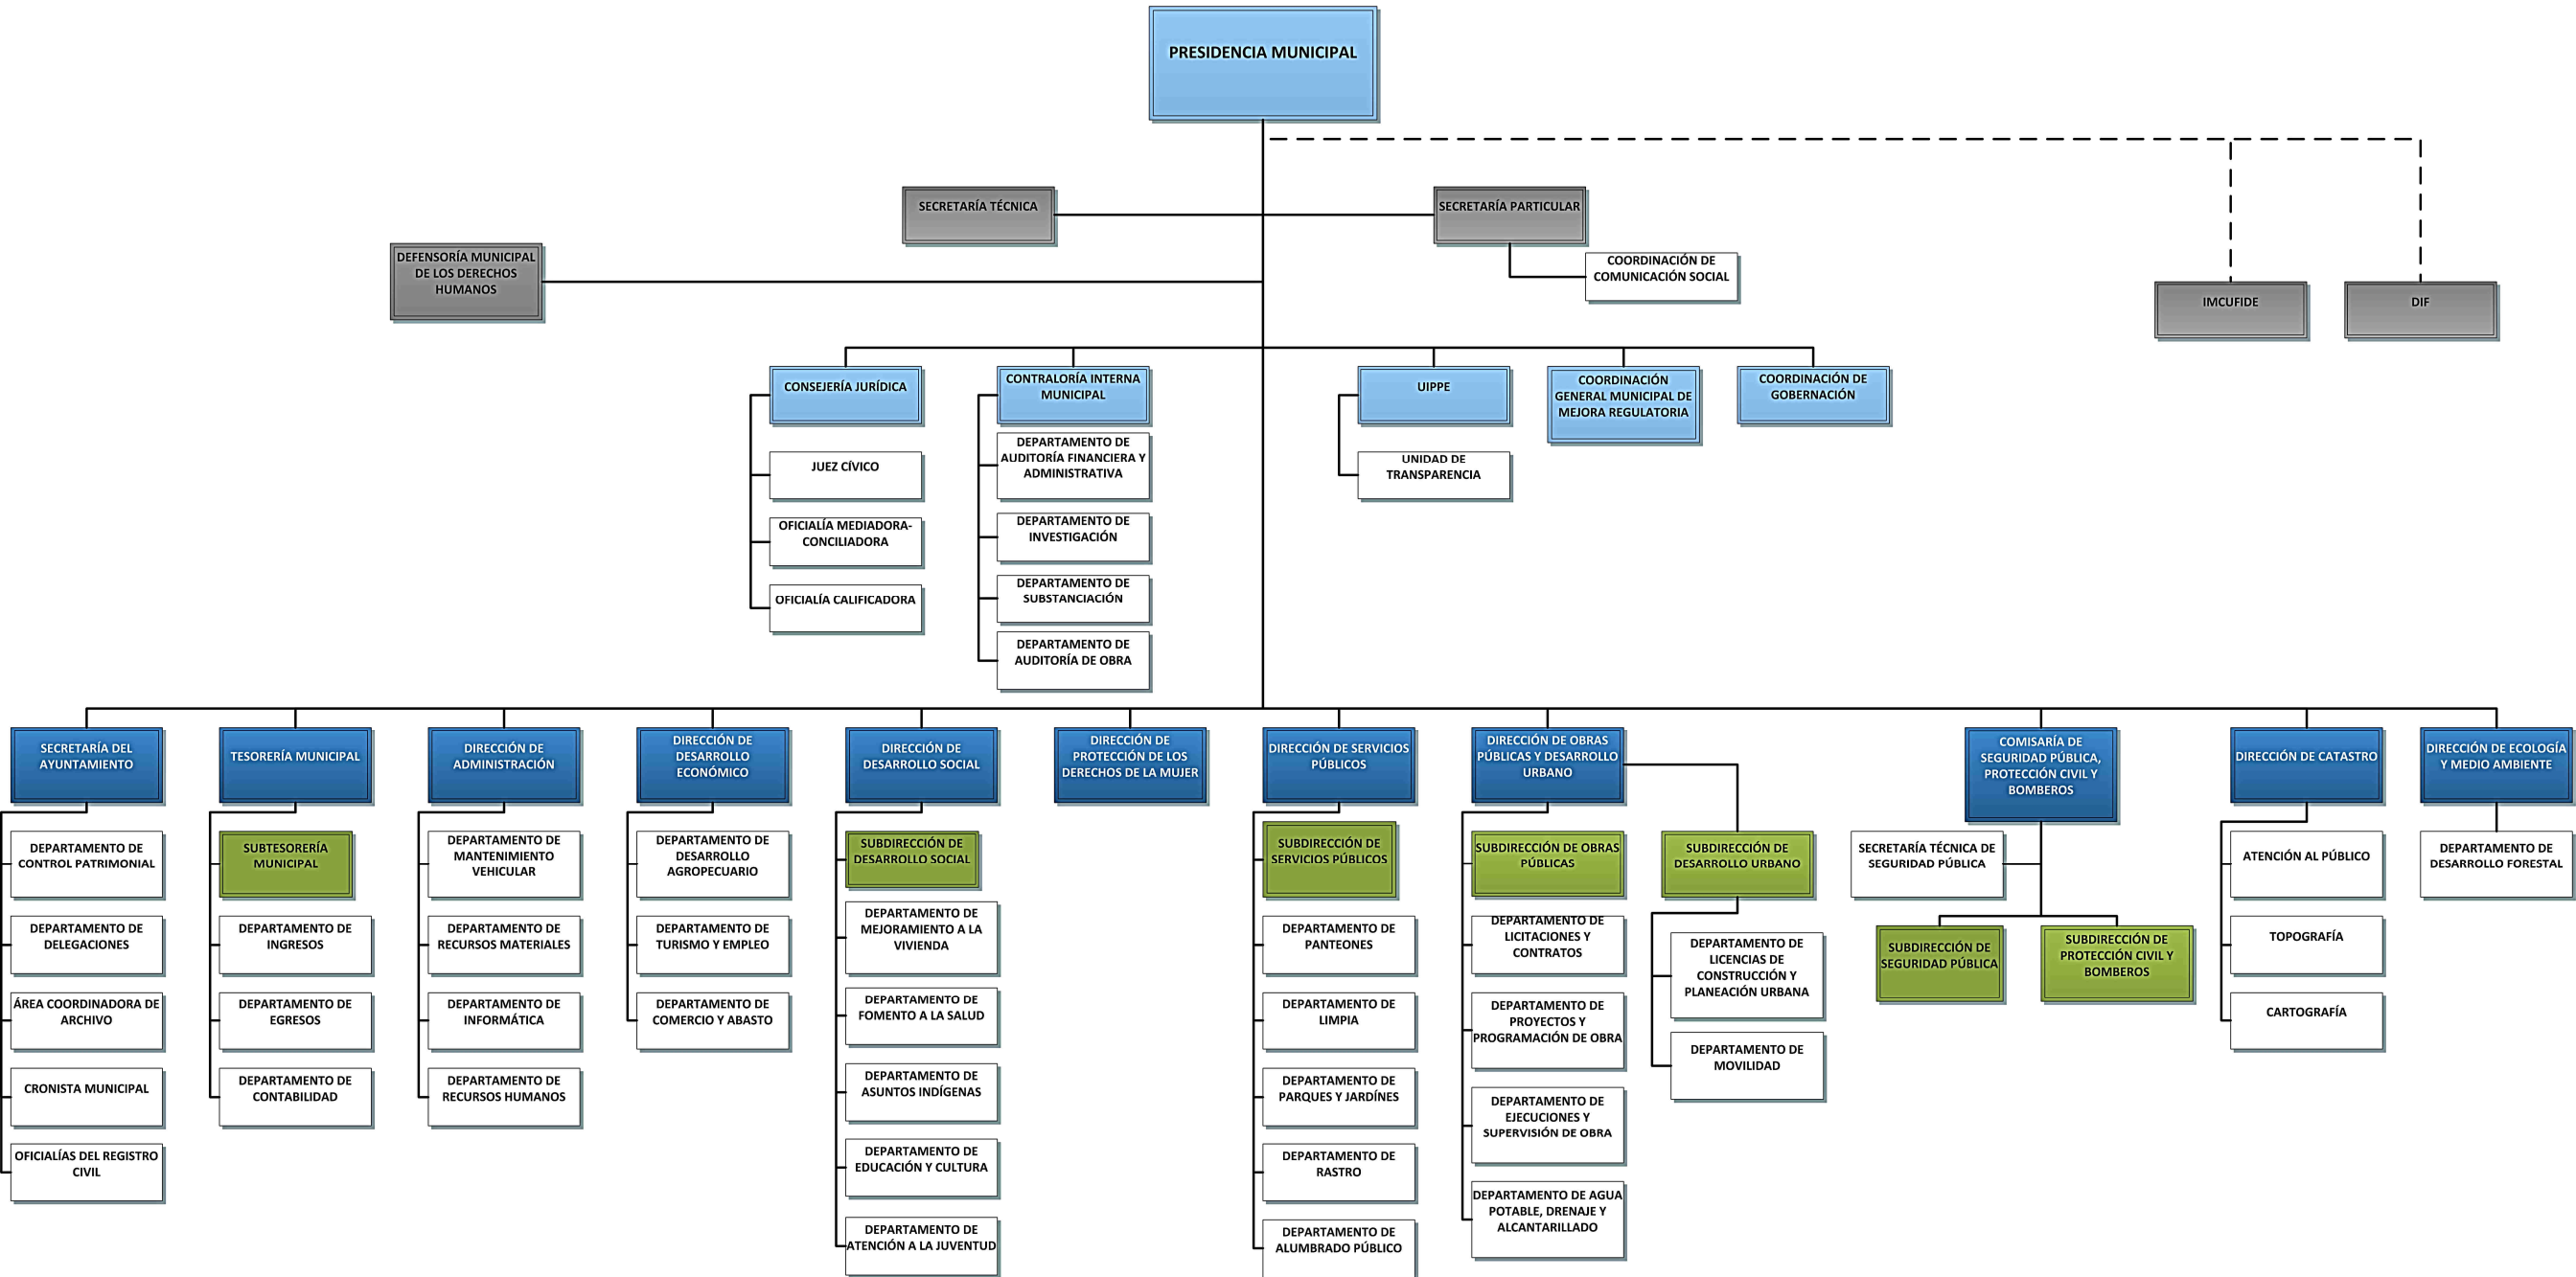 PRESIDENCIA MUNICIPAL
SECRETARÍA TÉCNICA
SECRETARÍA PARTICULAR
COORDINACIÓN DE
COMUNICACIÓN SOCIAL
DEFENSORÍA MUNICIPAL
DE LOS DERECHOS
HUMANOS
IMCUFIDE
DIF
CONSEJERÍA JURÍDICA
JUEZ CÍVICO
OFICIALÍA MEDIADORA-
CONCILIADORA
OFICIALÍA CALIFICADORA
CONTRALORÍA INTERNA
MUNICIPAL
DEPARTAMENTO DE
AUDITORÍA FINANCIERA Y
ADMINISTRATIVA
DEPARTAMENTO DE
INVESTIGACIÓN
DEPARTAMENTO DE
SUBSTANCIACIÓN
DEPARTAMENTO DE
AUDITORÍA DE OBRA
UIPPE
UNIDAD DE
TRANSPARENCIA
COORDINACIÓN
GENERAL MUNICIPAL DE
MEJORA REGULATORIA
COORDINACIÓN DE
GOBERNACIÓN
SECRETARÍA DEL
AYUNTAMIENTO
DEPARTAMENTO DE
CONTROL PATRIMONIAL
DEPARTAMENTO DE
DELEGACIONES
ÁREA COORDINADORA DE
ARCHIVO
CRONISTA MUNICIPAL
OFICIALÍAS DEL REGISTRO
CIVIL
TESORERÍA MUNICIPAL
SUBTESORERÍA
MUNICIPAL
DEPARTAMENTO DE
INGRESOS
DEPARTAMENTO DE
EGRESOS
DEPARTAMENTO DE
CONTABILIDAD
DIRECCIÓN DE
ADMINISTRACIÓN
DEPARTAMENTO DE
MANTENIMIENTO
VEHICULAR
DEPARTAMENTO DE
RECURSOS MATERIALES
DEPARTAMENTO DE
INFORMÁTICA
DEPARTAMENTO DE
RECURSOS HUMANOS
DIRECCIÓN DE
DESARROLLO
ECONÓMICO
DEPARTAMENTO DE
DESARROLLO
AGROPECUARIO
DEPARTAMENTO DE
TURISMO Y EMPLEO
DEPARTAMENTO DE
COMERCIO Y ABASTO
DIRECCIÓN DE
DESARROLLO SOCIAL
SUBDIRECCIÓN DE
DESARROLLO SOCIAL
DEPARTAMENTO DE
MEJORAMIENTO A LA
VIVIENDA
DEPARTAMENTO DE
FOMENTO A LA SALUD
DEPARTAMENTO DE
ASUNTOS INDÍGENAS
DEPARTAMENTO DE
EDUCACIÓN Y CULTURA
DEPARTAMENTO DE
ATENCIÓN A LA JUVENTUD
DIRECCIÓN DE
PROTECCIÓN DE LOS
DERECHOS DE LA MUJER
DIRECCIÓN DE SERVICIOS
PÚBLICOS
SUBDIRECCIÓN DE
SERVICIOS PÚBLICOS
DEPARTAMENTO DE
PANTEONES
DEPARTAMENTO DE
LIMPIA
DEPARTAMENTO DE
PARQUES Y JARDÍNES
DEPARTAMENTO DE
RASTRO
DEPARTAMENTO DE
ALUMBRADO PÚBLICO
DIRECCIÓN DE OBRAS
PÚBLICAS Y DESARROLLO
URBANO
SUBDIRECCIÓN DE OBRAS
PÚBLICAS
DEPARTAMENTO DE
LICITACIONES Y
CONTRATOS
DEPARTAMENTO DE
PROYECTOS Y
PROGRAMACIÓN DE OBRA
DEPARTAMENTO DE
EJECUCIONES Y
SUPERVISIÓN DE OBRA
DEPARTAMENTO DE AGUA
POTABLE, DRENAJE Y
ALCANTARILLADO
SUBDIRECCIÓN DE
DESARROLLO URBANO
DEPARTAMENTO DE
LICENCIAS DE
CONSTRUCCIÓN Y
PLANEACIÓN URBANA
DEPARTAMENTO DE
MOVILIDAD
COMISARÍA DE
SEGURIDAD PÚBLICA,
PROTECCIÓN CIVIL Y
BOMBEROS
SECRETARÍA TÉCNICA DE
SEGURIDAD PÚBLICA
SUBDIRECCIÓN DE
SEGURIDAD PÚBLICA
SUBDIRECCIÓN DE
PROTECCIÓN CIVIL Y
BOMBEROS
DIRECCIÓN DE CATASTRO
ATENCIÓN AL PÚBLICO
TOPOGRAFÍA
CARTOGRAFÍA
DIRECCIÓN DE ECOLOGÍA
Y MEDIO AMBIENTE
DEPARTAMENTO DE
DESARROLLO FORESTAL